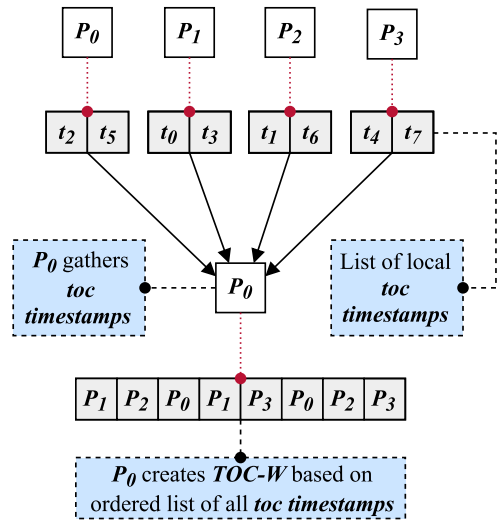 P0 P1 P2 P3
t2 t5 t0 t3 t1 t6 t4 t7
P0 gathers
toc
timestamps
P0
List of local
toc
timestamps
P1 P2 P0 P1 P3 P0 P2 P3
P0 creates TOC-W based on
ordered list of all toc timestamps